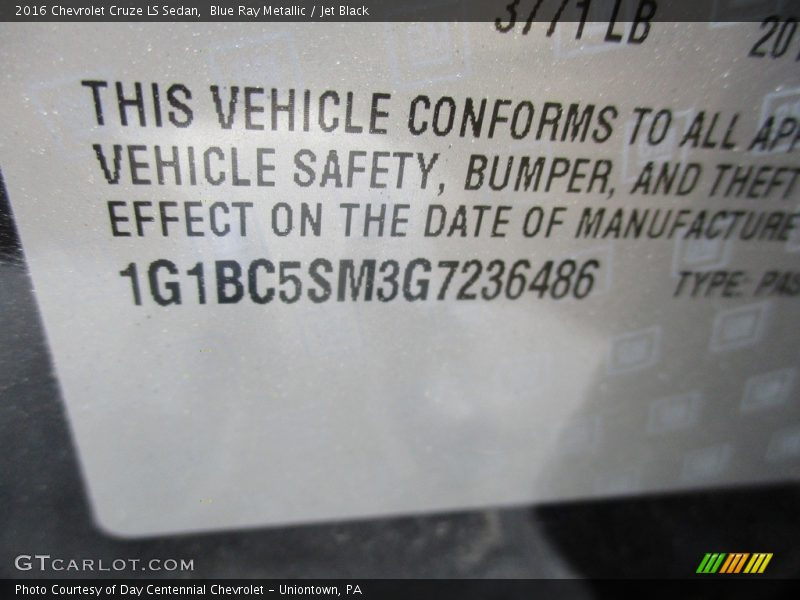 2016 Chevrolet Cruze LS Sedan, Blue Ray Metallic / Jet Black
3771 LB
THIS VEHICLE CONFORMS TO ALL
VEHICLE SAFETY, BUMPER, AND THEFT
EFFECT ON THE DATE OF MANUFACTURE
1G1BC5SM3G7236486 TYPE:
GTCARLOT.COM
Photo Courtesy of Day Centennial Chevrolet - Uniontown, PA